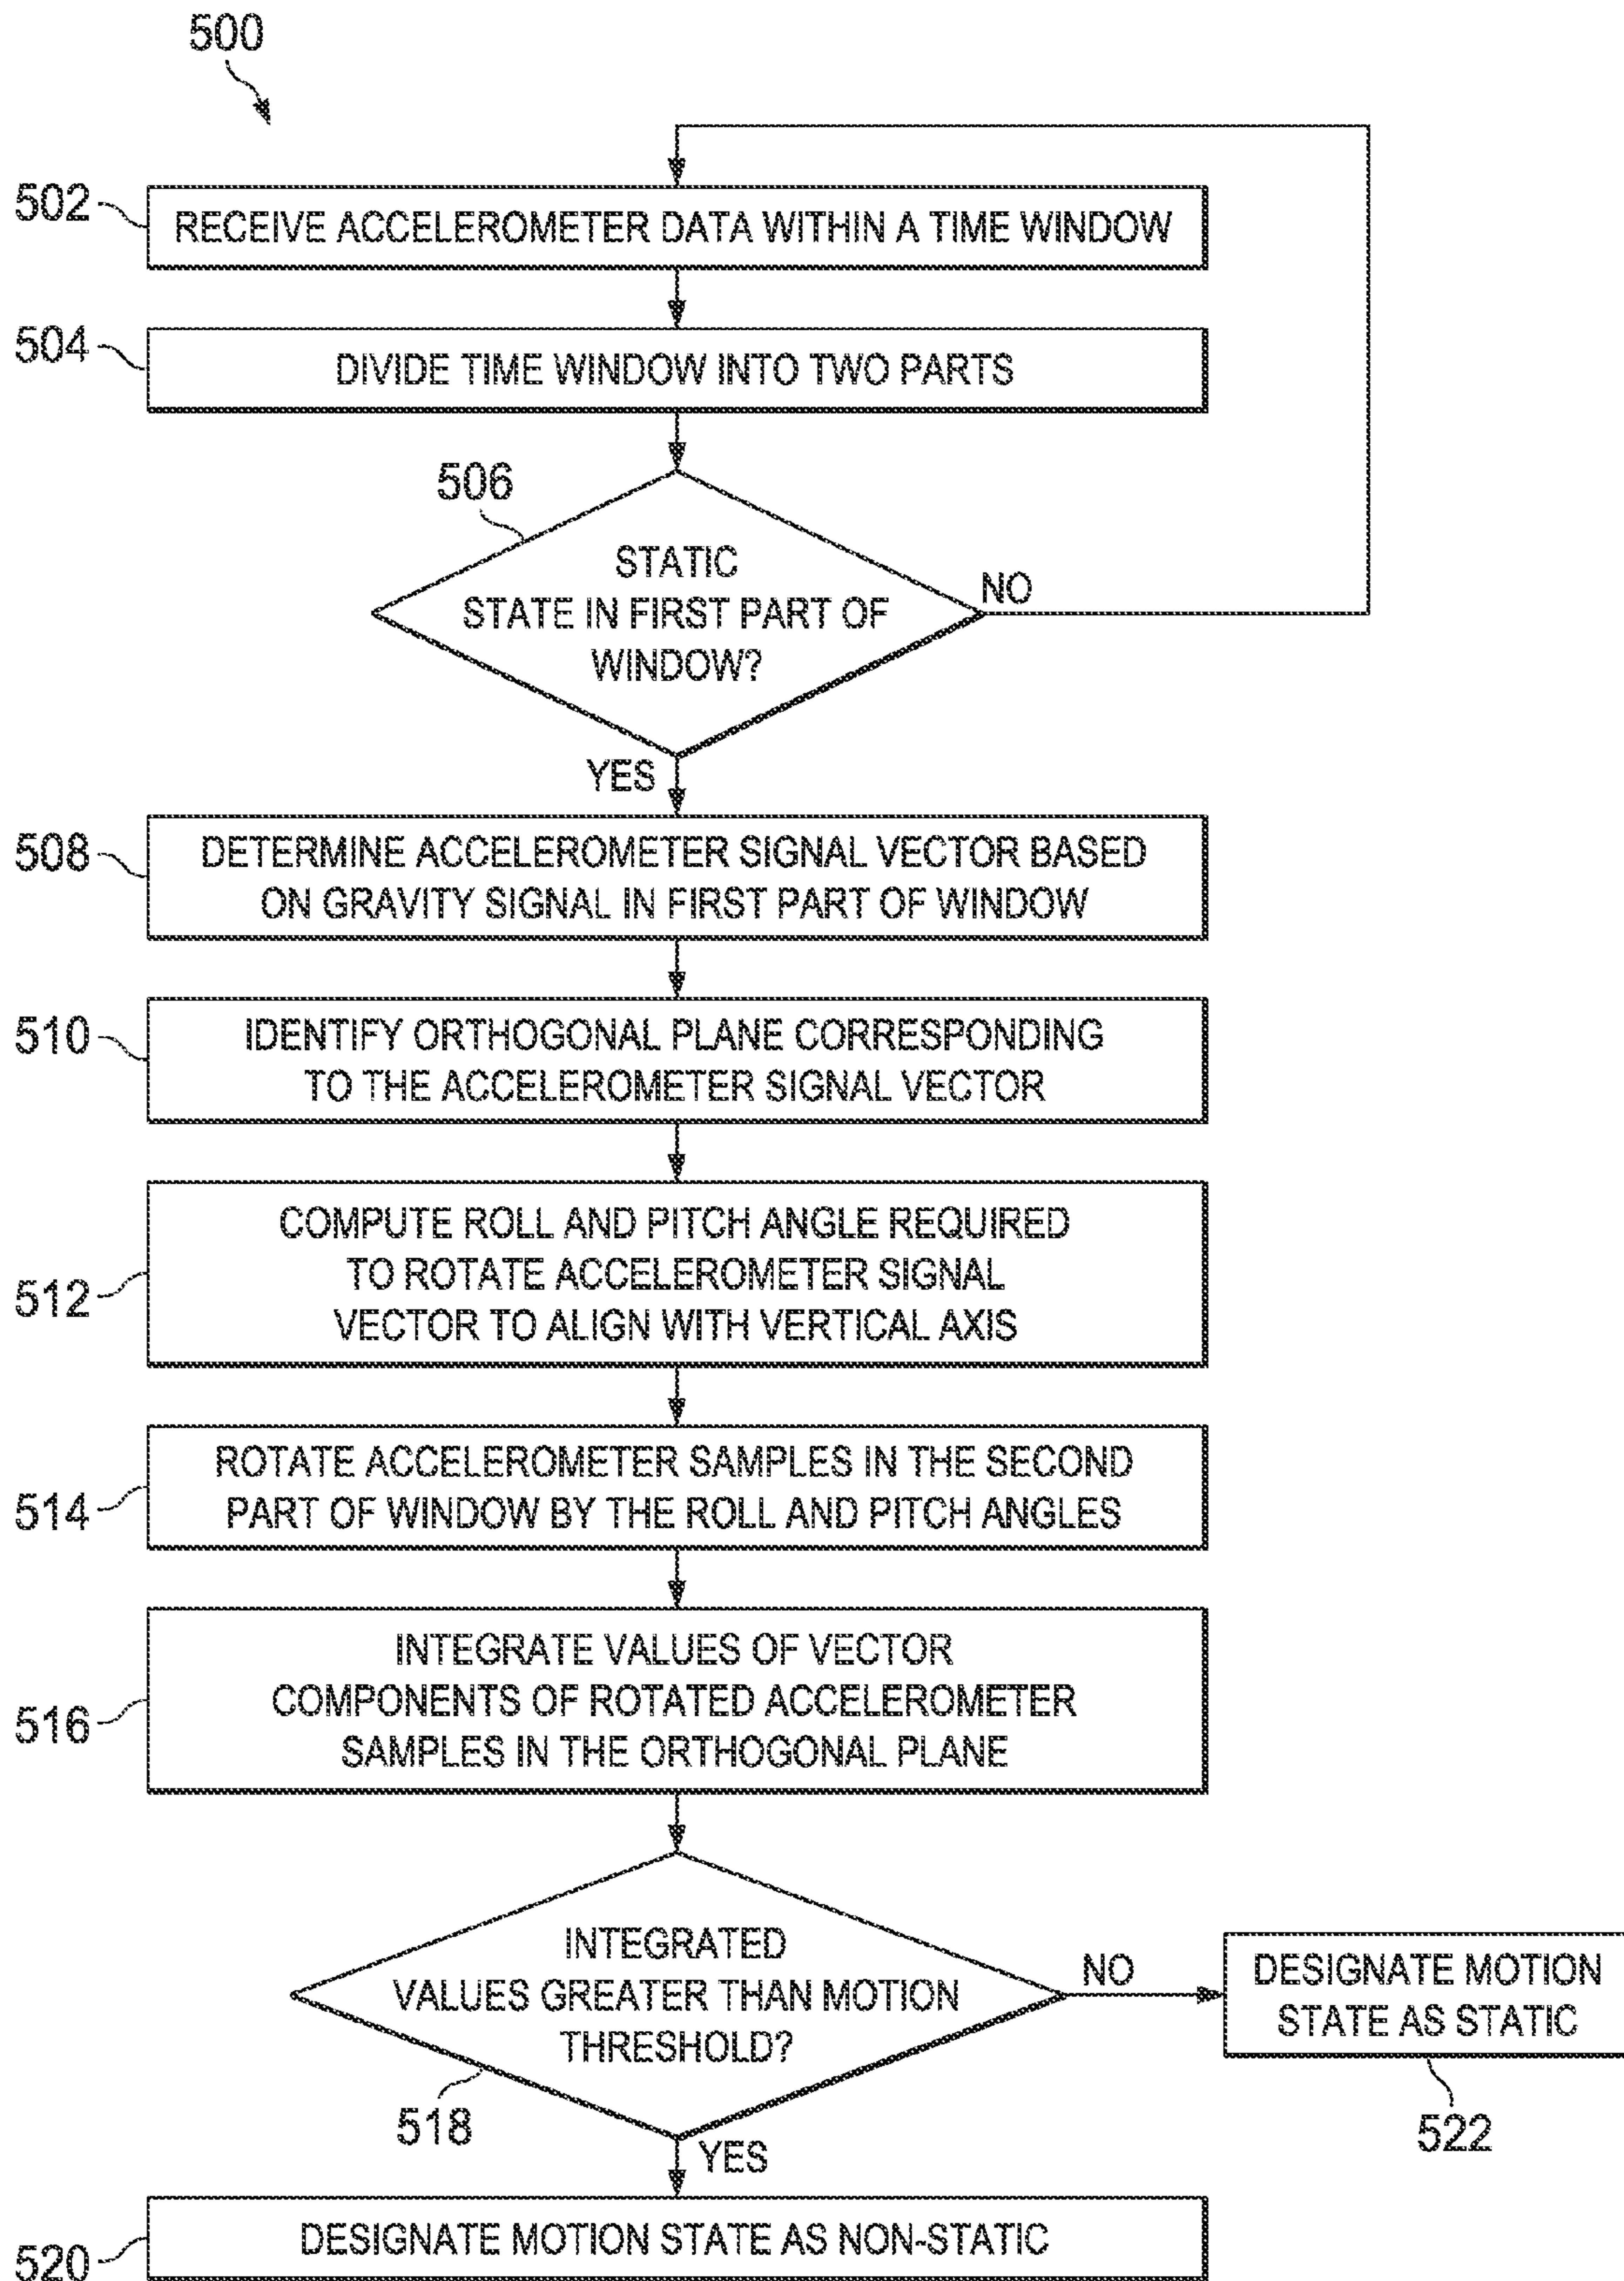 500
502
RECEIVE ACCELEROMETER DATA WITHIN A TIME WINDOW
504
DIVIDE TIME WINDOW INTO TWO PARTS
506
STATIC
STATE IN FIRST PART OF
WINDOW?
NO
YES
508
DETERMINE ACCELEROMETER SIGNAL VECTOR BASED
ON GRAVITY SIGNAL IN FIRST PART OF WINDOW
510
IDENTIFY ORTHOGONAL PLANE CORRESPONDING
TO THE ACCELEROMETER SIGNAL VECTOR
512
COMPUTE ROLL AND PITCH ANGLE REQUIRED
TO ROTATE ACCELEROMETER SIGNAL
VECTOR TO ALIGN WITH VERTICAL AXIS
514
ROTATE ACCELEROMETER SAMPLES IN THE SECOND
PART OF WINDOW BY THE ROLL AND PITCH ANGLES
516
INTEGRATE VALUES OF VECTOR
COMPONENTS OF ROTATED ACCELEROMETER
SAMPLES IN THE ORTHOGONAL PLANE
INTEGRATED
VALUES GREATER THAN MOTION
THRESHOLD?
518
NO
DESIGNATE MOTION
STATE AS STATIC
522
YES
520
DESIGNATE MOTION STATE AS NON-STATIC